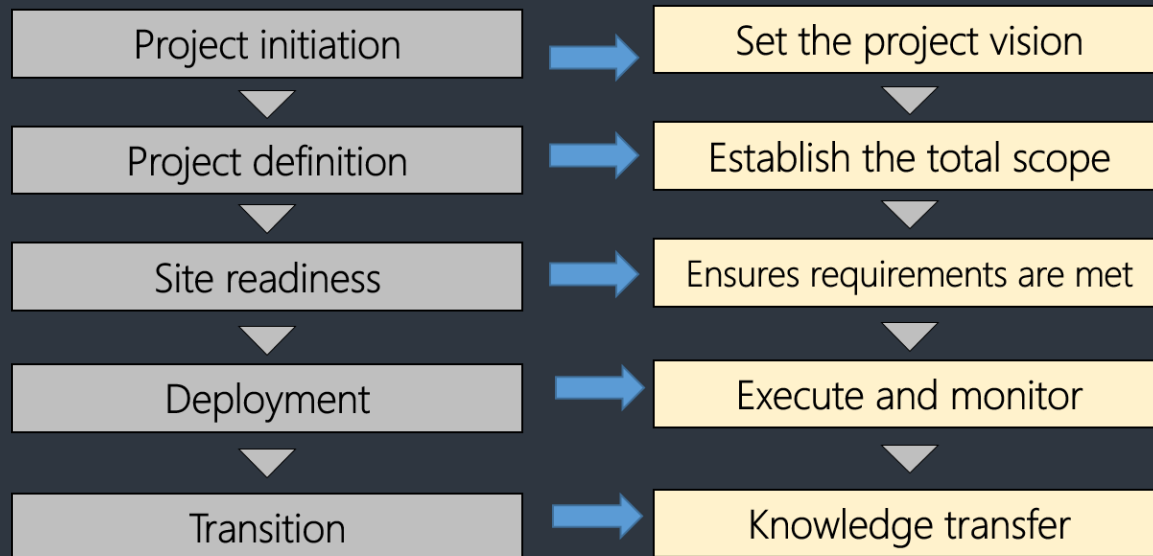 Project initiation
Set the project vision
Project definition
Establish the total scope
Site readiness
Ensures requirements are met
Deployment
Execute and monitor
Transition
Knowledge transfer